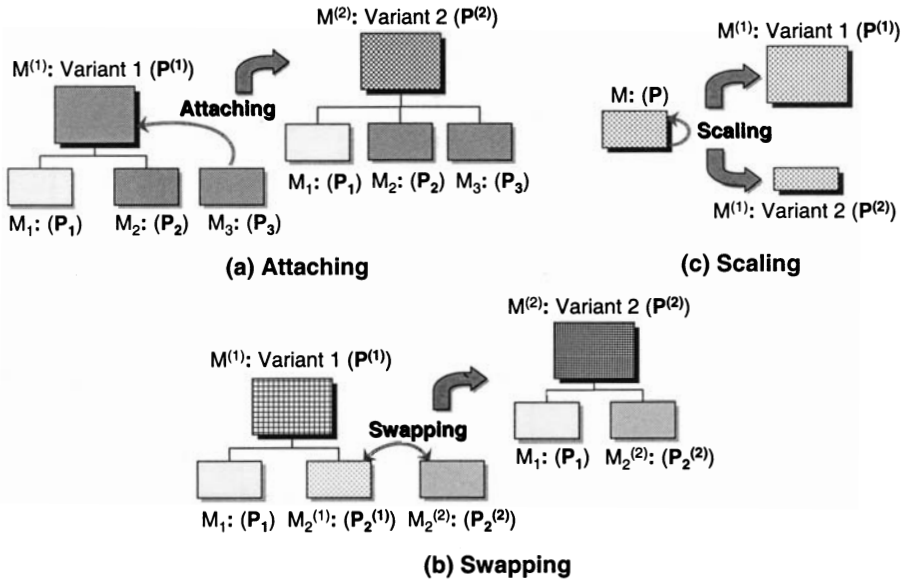 M⁽²⁾: Variant 2 (P⁽²⁾)
M⁽¹⁾: Variant 1 (P⁽¹⁾)
Attaching
M₁: (P₁) M₂: (P₂) M₃: (P₃)
M₁: (P₁) M₂: (P₂) M₃: (P₃)
(a) Attaching
M⁽¹⁾: Variant 1 (P⁽¹⁾)
M: (P)
Scaling
M⁽¹⁾: Variant 2 (P⁽²⁾)
(c) Scaling
M⁽²⁾: Variant 2 (P⁽²⁾)
M⁽¹⁾: Variant 1 (P⁽¹⁾)
Swapping
M₁: (P₁) M₂⁽²⁾: (P₂⁽²⁾)
M₁: (P₁) M₂⁽¹⁾: (P₂⁽¹⁾) M₂⁽²⁾: (P₂⁽²⁾)
(b) Swapping